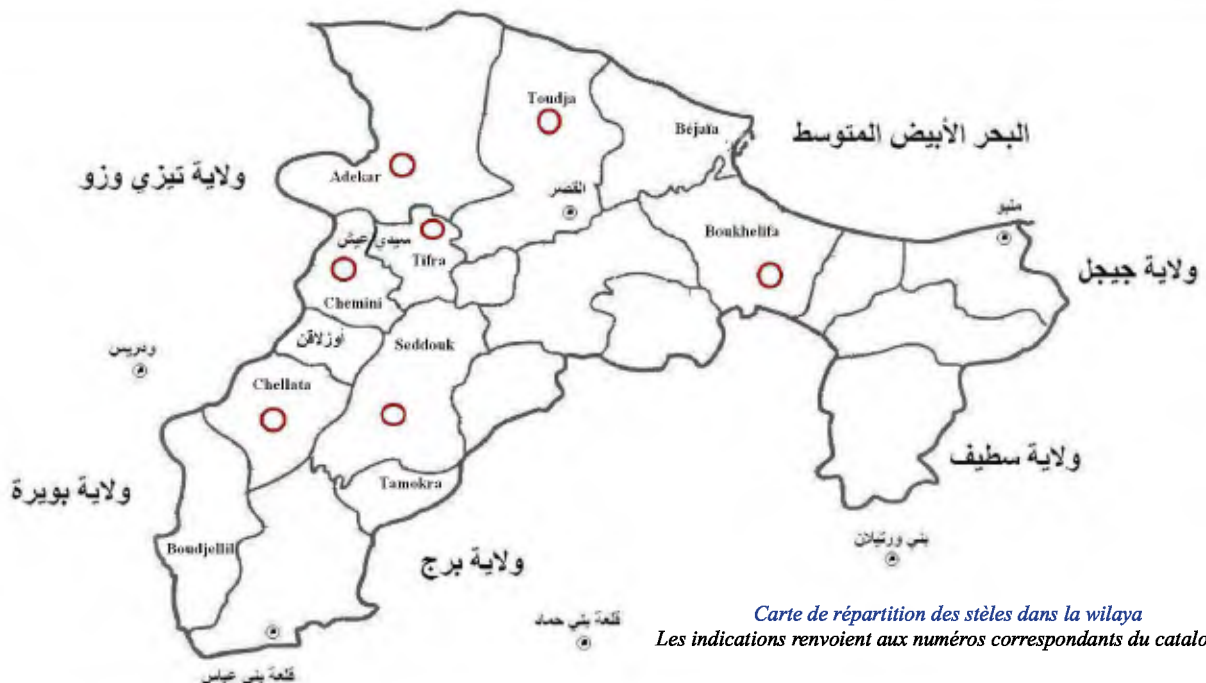 Toudja
Béjaïa
البحر الأبيض المتوسط
ولاية تيزي وزو
Adekar
القصر
سيدي عيش
Tifra
Boukhelifa
ولاية جيجل
Chemini
أوزلاقن
Seddouk
ودريس
Chellata
ولاية سطيف
ولاية بويرة
Tamokra
Boudjellil
ولاية برج
بني ورتيلان
قلعة بني حماد
قلعة بني عباس
Carte de répartition des stèles dans la wilaya
Les indications renvoient aux numéros correspondants du catalo